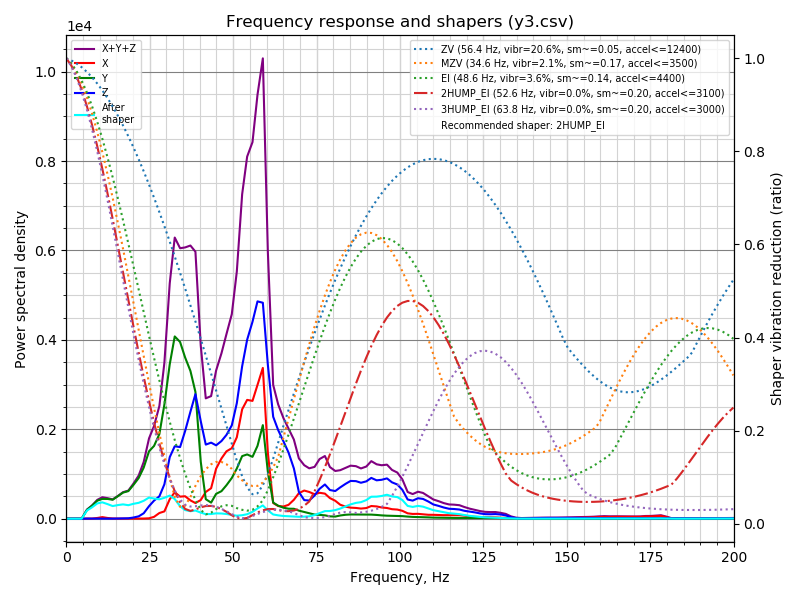 Frequency response and shapers (y3.csv)
1e4
X+Y+Z
X
Y
Z
After
shaper
ZV (56.4 Hz, vibr=20.6%, sm~=0.05, accel<=12400)
MZV (34.6 Hz, vibr=2.1%, sm~=0.17, accel<=3500)
EI (48.6 Hz, vibr=3.6%, sm~=0.14, accel<=4400)
2HUMP_EI (52.6 Hz, vibr=0.0%, sm~=0.20, accel<=3100)
3HUMP_EI (63.8 Hz, vibr=0.0%, sm~=0.20, accel<=3000)
Recommended shaper: 2HUMP_EI
Power spectral density
1.0
0.8
0.6
0.4
0.2
0.0
1.0
0.8
0.6
0.4
0.2
0.0
Shaper vibration reduction (ratio)
0 25 50 75 100 125 150 175 200
Frequency, Hz